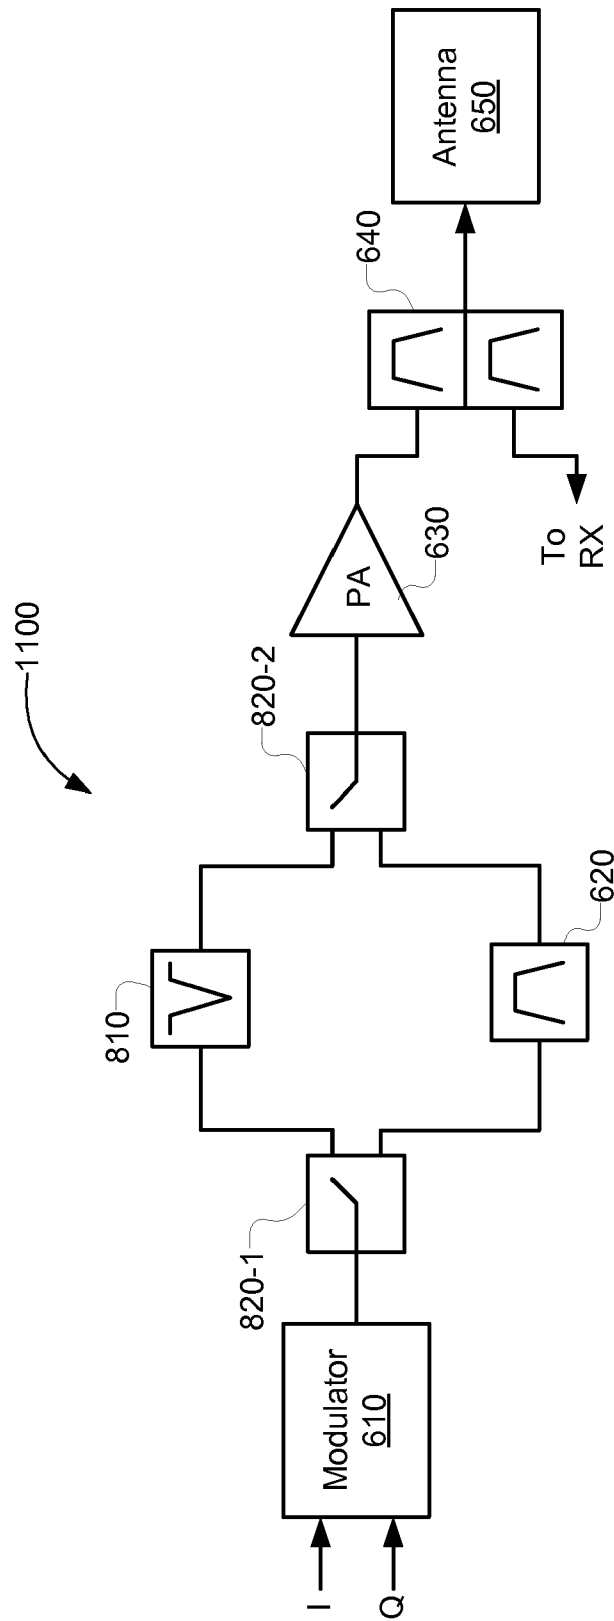 1100
I
Q
Modulator
610
820-1
810
620
820-2
PA
630
640
To
RX
Antenna
650